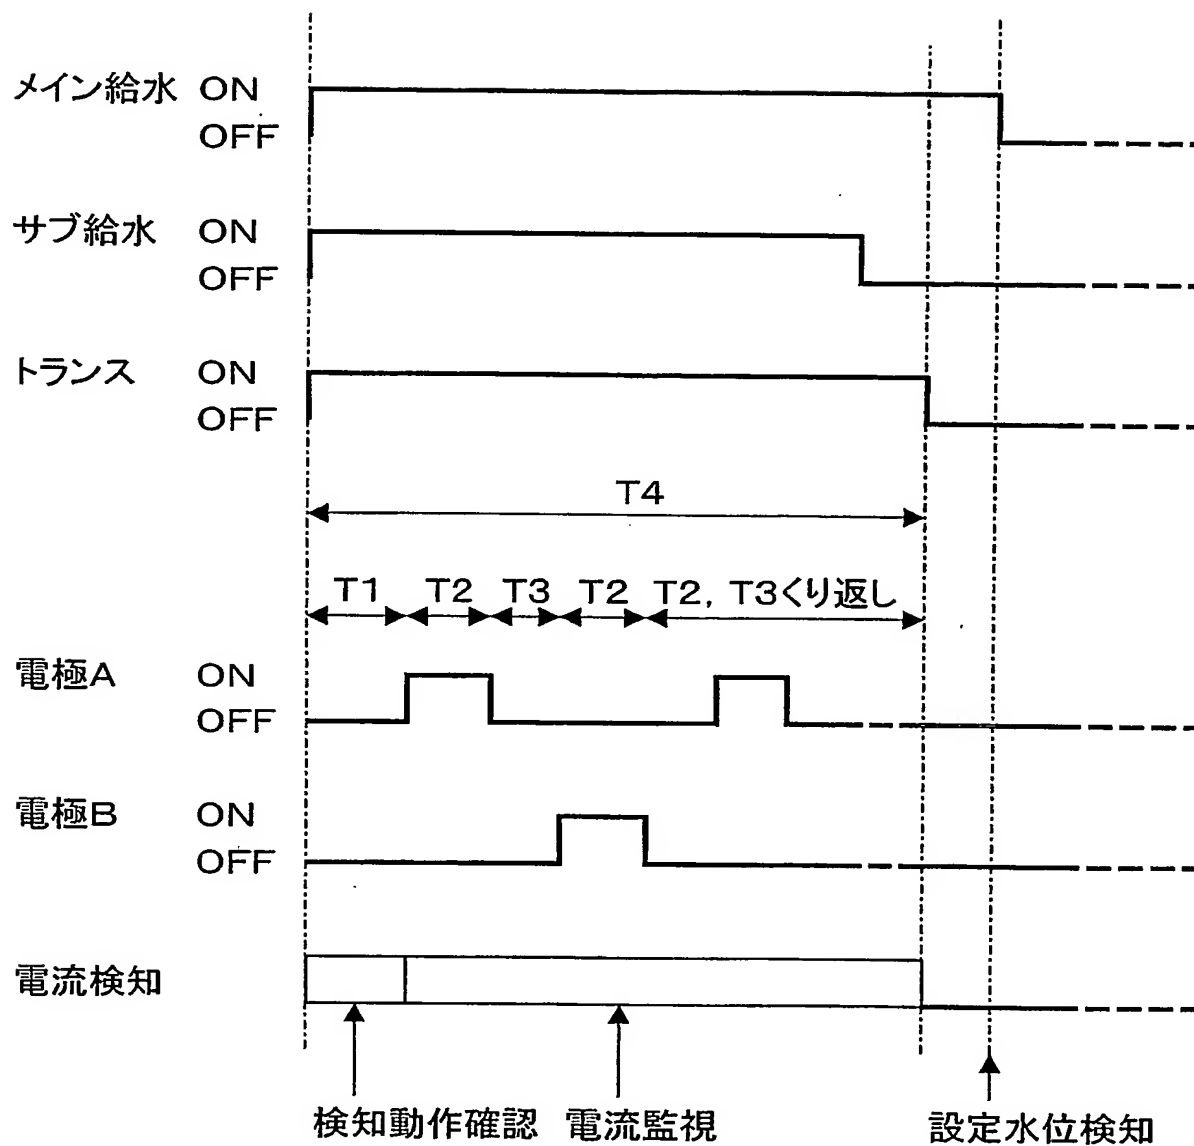 メイン給水 ON
OFF
サブ給水 ON
OFF
トランス ON
OFF
T4
T1 T2 T3 T2 T2, T3くり返し
電極A ON
OFF
電極B ON
OFF
電流検知
検知動作確認 電流監視 設定水位検知